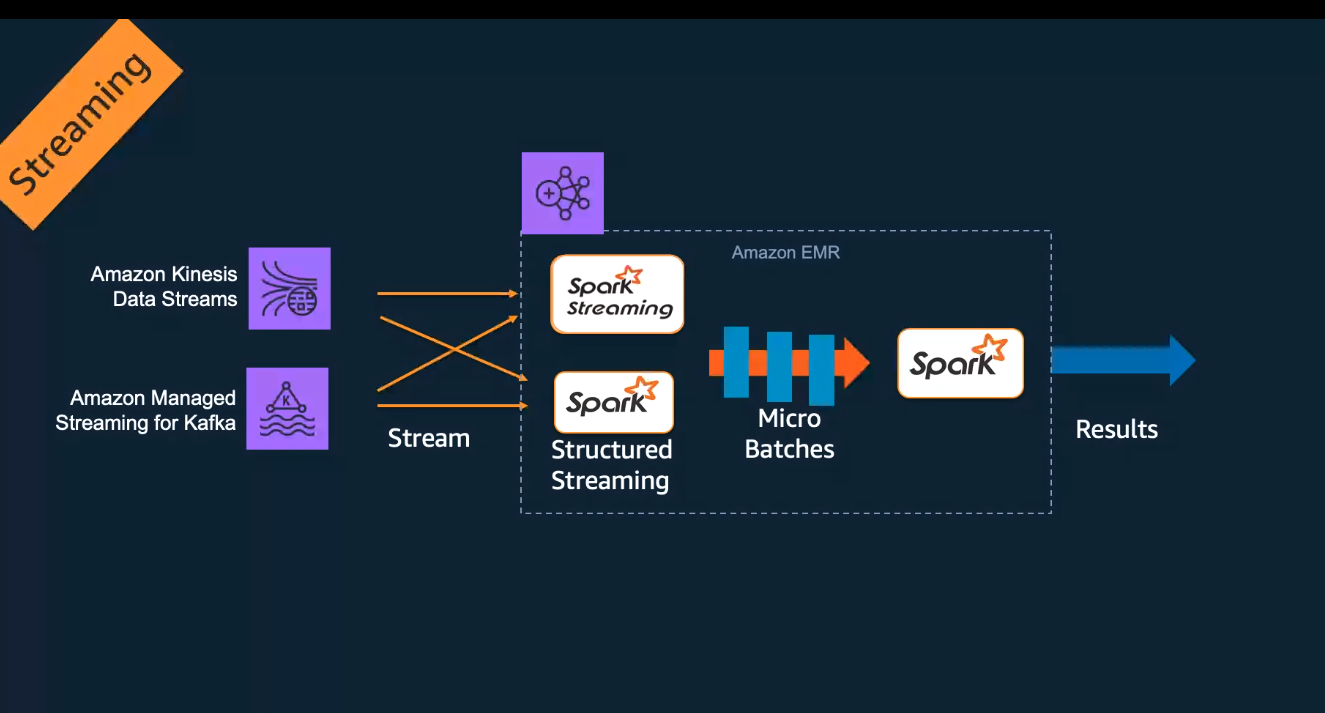 Streaming
Amazon EMR
Amazon Kinesis
Data Streams
Spark
Streaming
Amazon Managed
Streaming for Kafka
K
Stream
Spark
Structured
Streaming
Micro
Batches
Spark
Results